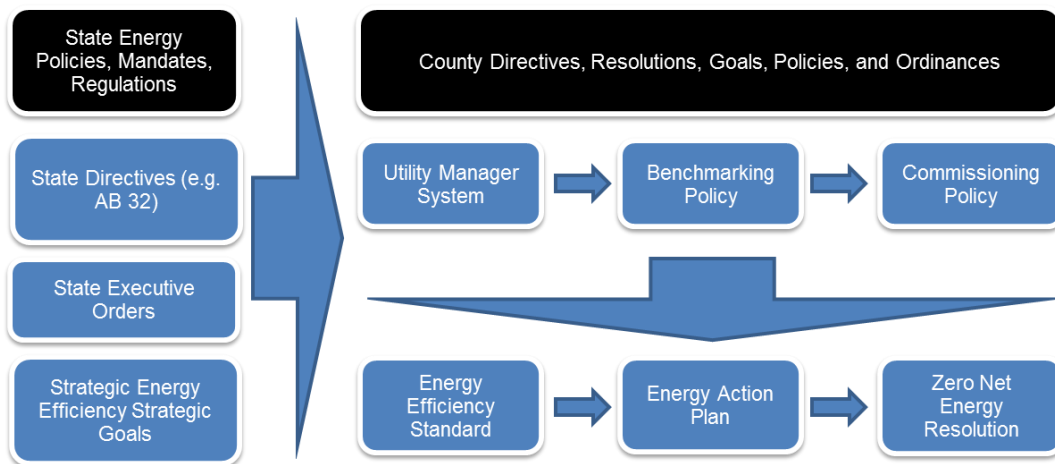 State Energy
Policies, Mandates,
Regulations
County Directives, Resolutions, Goals, Policies, and Ordinances
State Directives (e.g.
AB 32)
State Executive
Orders
Strategic Energy
Efficiency Strategic
Goals
Utility Manager
System
Benchmarking
Policy
Commissioning
Policy
Energy
Efficiency
Standard
Energy Action
Plan
Zero Net
Energy
Resolution